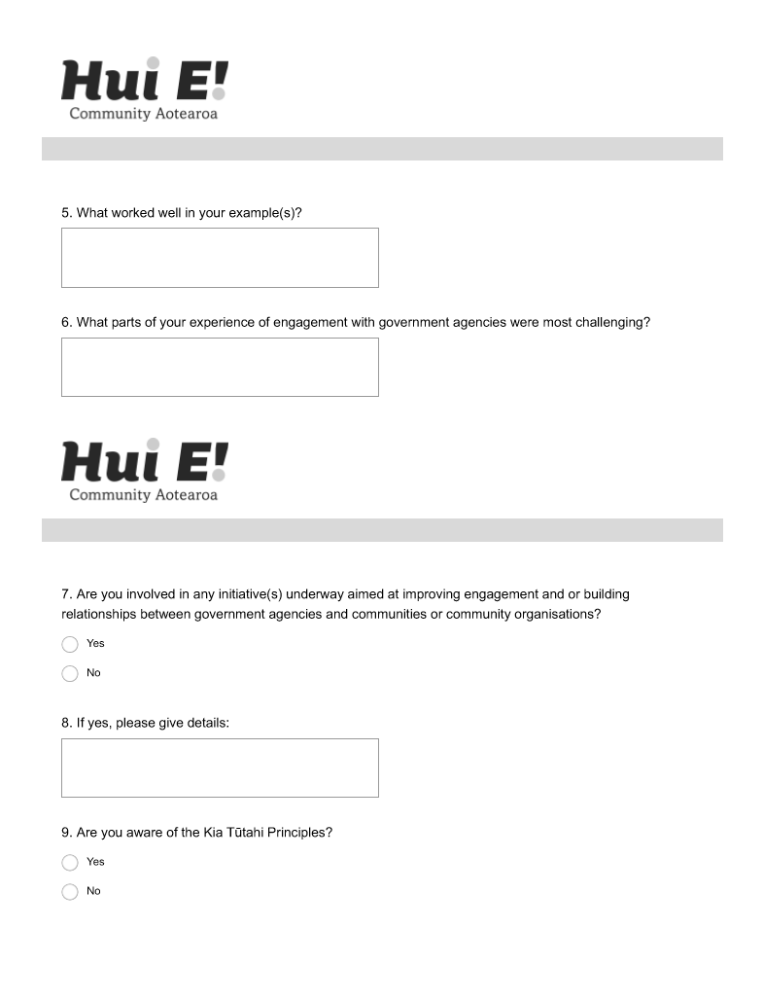 Hui E!
Community Aotearoa
5. What worked well in your example(s)?
6. What parts of your experience of engagement with government agencies were most challenging?
Hui E!
Community Aotearoa
7. Are you involved in any initiative(s) underway aimed at improving engagement and or building
relationships between government agencies and communities or community organisations?
Yes
No
8. If yes, please give details:
9. Are you aware of the Kia Tūtahi Principles?
Yes
No